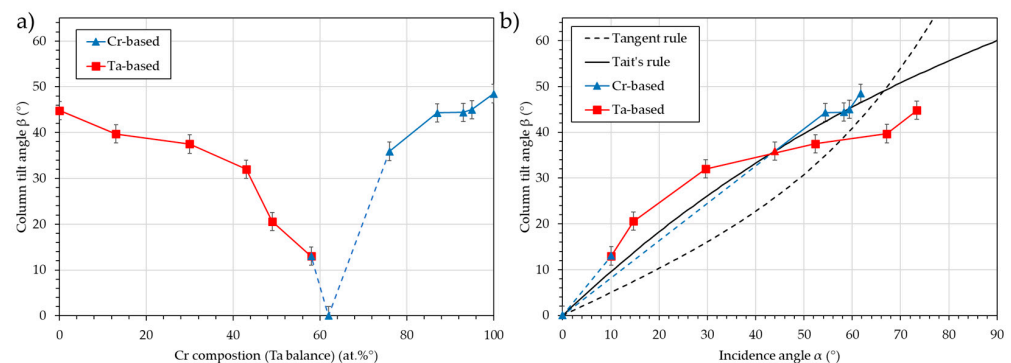 a)
Cr-based
Ta-based
60
50
40
30
20
10
0
0 20 40 60 80 100
Column tilt angle β (°)
Cr compostion (Ta balance) (at.%°)
b)
Tangent rule
Tait's rule
Cr-based
Ta-based
60
50
40
30
20
10
0
0 10 20 30 40 50 60 70 80 90
Column tilt angle β (°)
Incidence angle α (°)